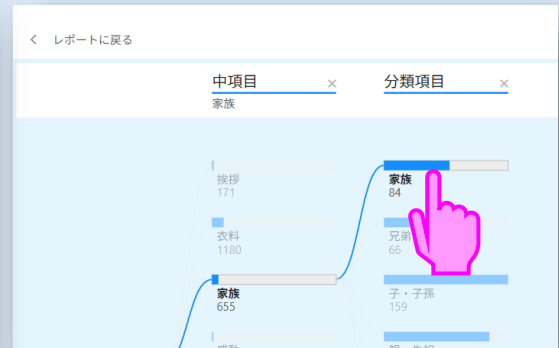 レポートに戻る
中項目
家族
分類項目
挨拶
171
衣料
1180
家族
655
家族
84
兄弟
66
子・子孫
159